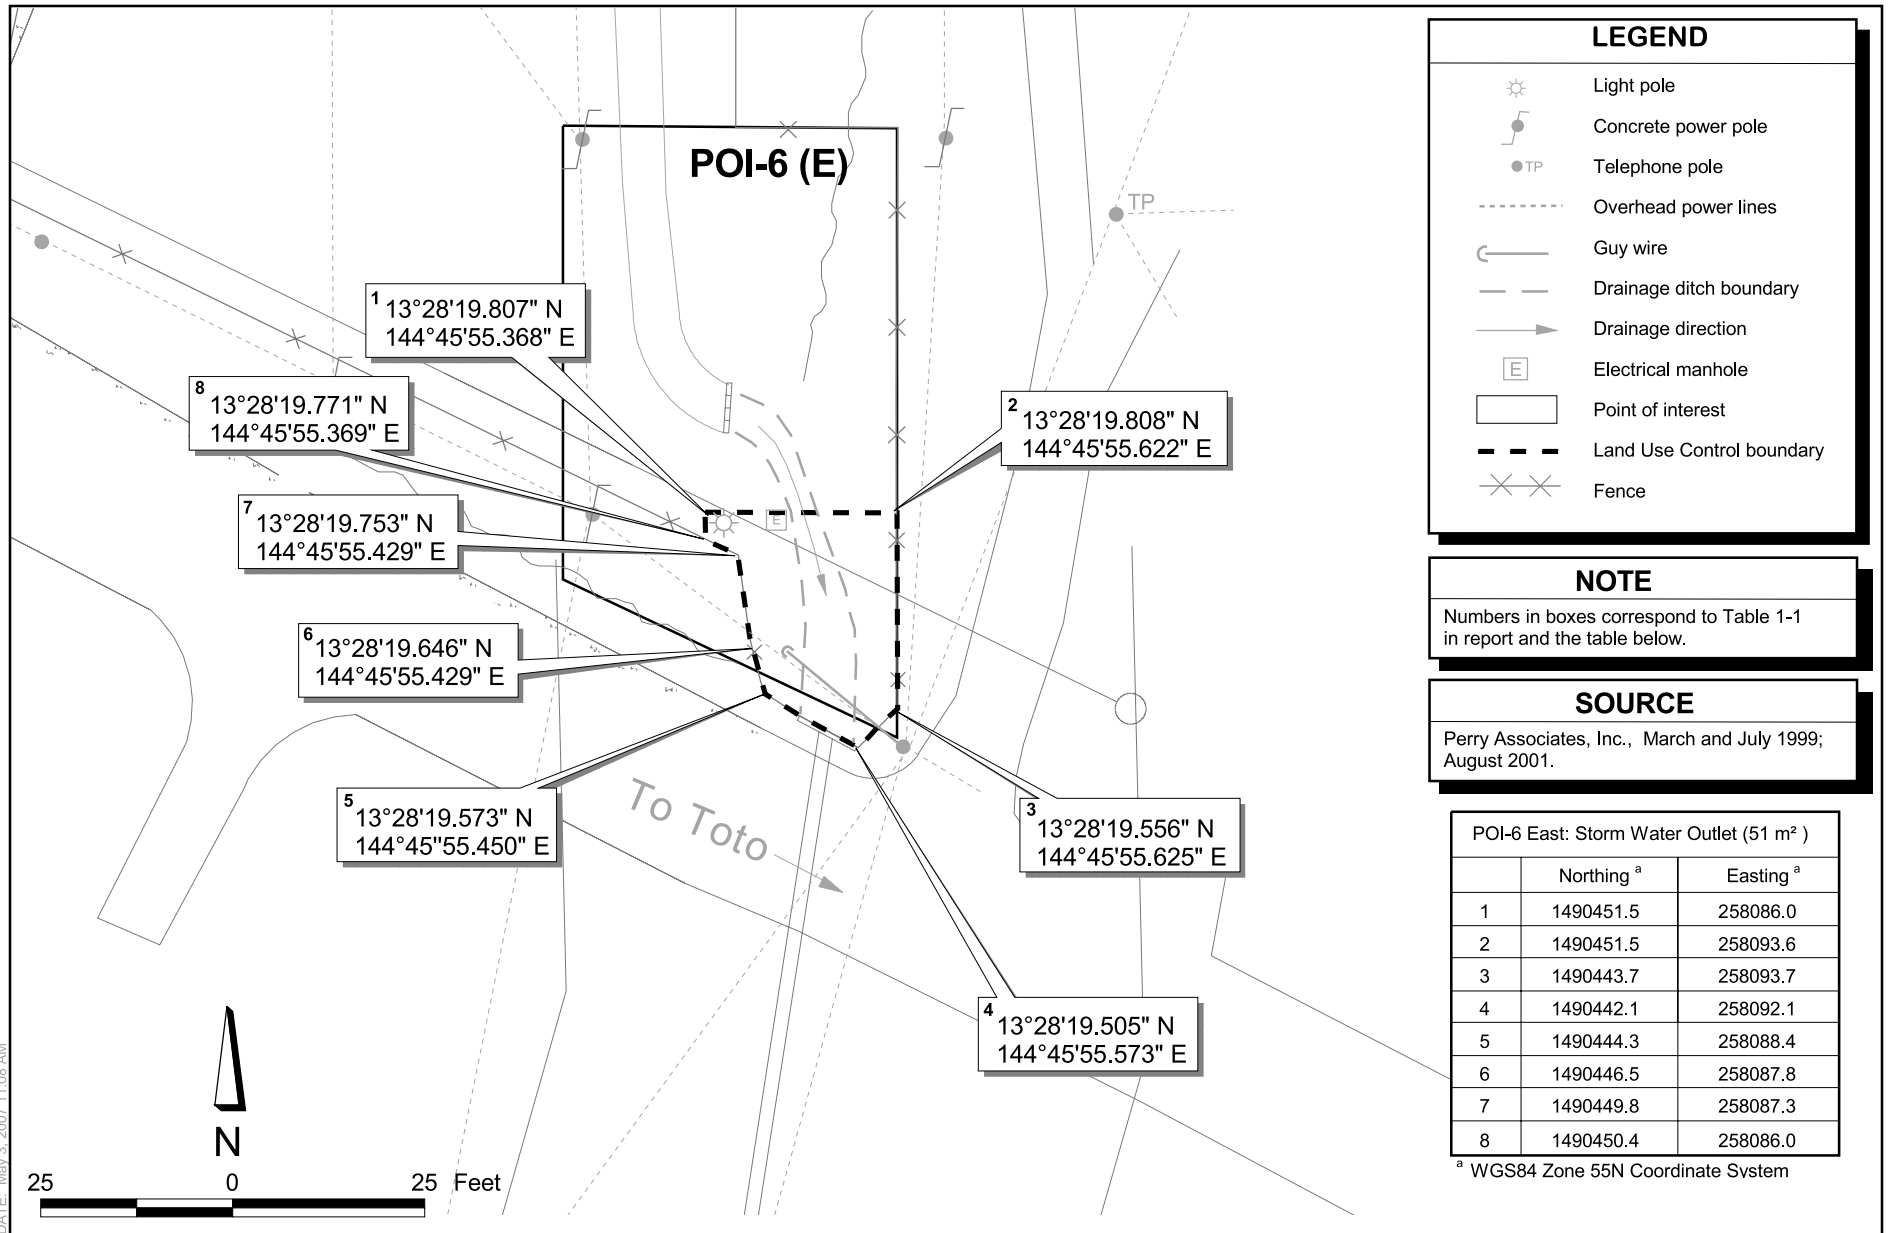 POI-6 (E)
TP
1
13°28'19.807" N
144°45'55.368" E
8
13°28'19.771" N
144°45'55.369" E
7
13°28'19.753" N
144°45'55.429" E
6
13°28'19.646" N
144°45'55.429" E
5
13°28'19.573" N
144°45"55.450" E
2
13°28'19.808" N
144°45'55.622" E
3
13°28'19.556" N
144°45'55.625" E
4
13°28'19.505" N
144°45'55.573" E
E
To Toto
N
25 0 25 Feet
DATE: May 3, 2007 11:08 AM
LEGEND
Light pole
Concrete power pole
TP Telephone pole
Overhead power lines
Guy wire
Drainage ditch boundary
Drainage direction
E Electrical manhole
Point of interest
Land Use Control boundary
Fence
NOTE
Numbers in boxes correspond to Table 1-1
in report and the table below.
SOURCE
Perry Associates, Inc., March and July 1999;
August 2001.
POI-6 East: Storm Water Outlet (51 m² )
Northing a Easting a
1 1490451.5 258086.0
2 1490451.5 258093.6
3 1490443.7 258093.7
4 1490442.1 258092.1
5 1490444.3 258088.4
6 1490446.5 258087.8
7 1490449.8 258087.3
8 1490450.4 258086.0
a WGS84 Zone 55N Coordinate System